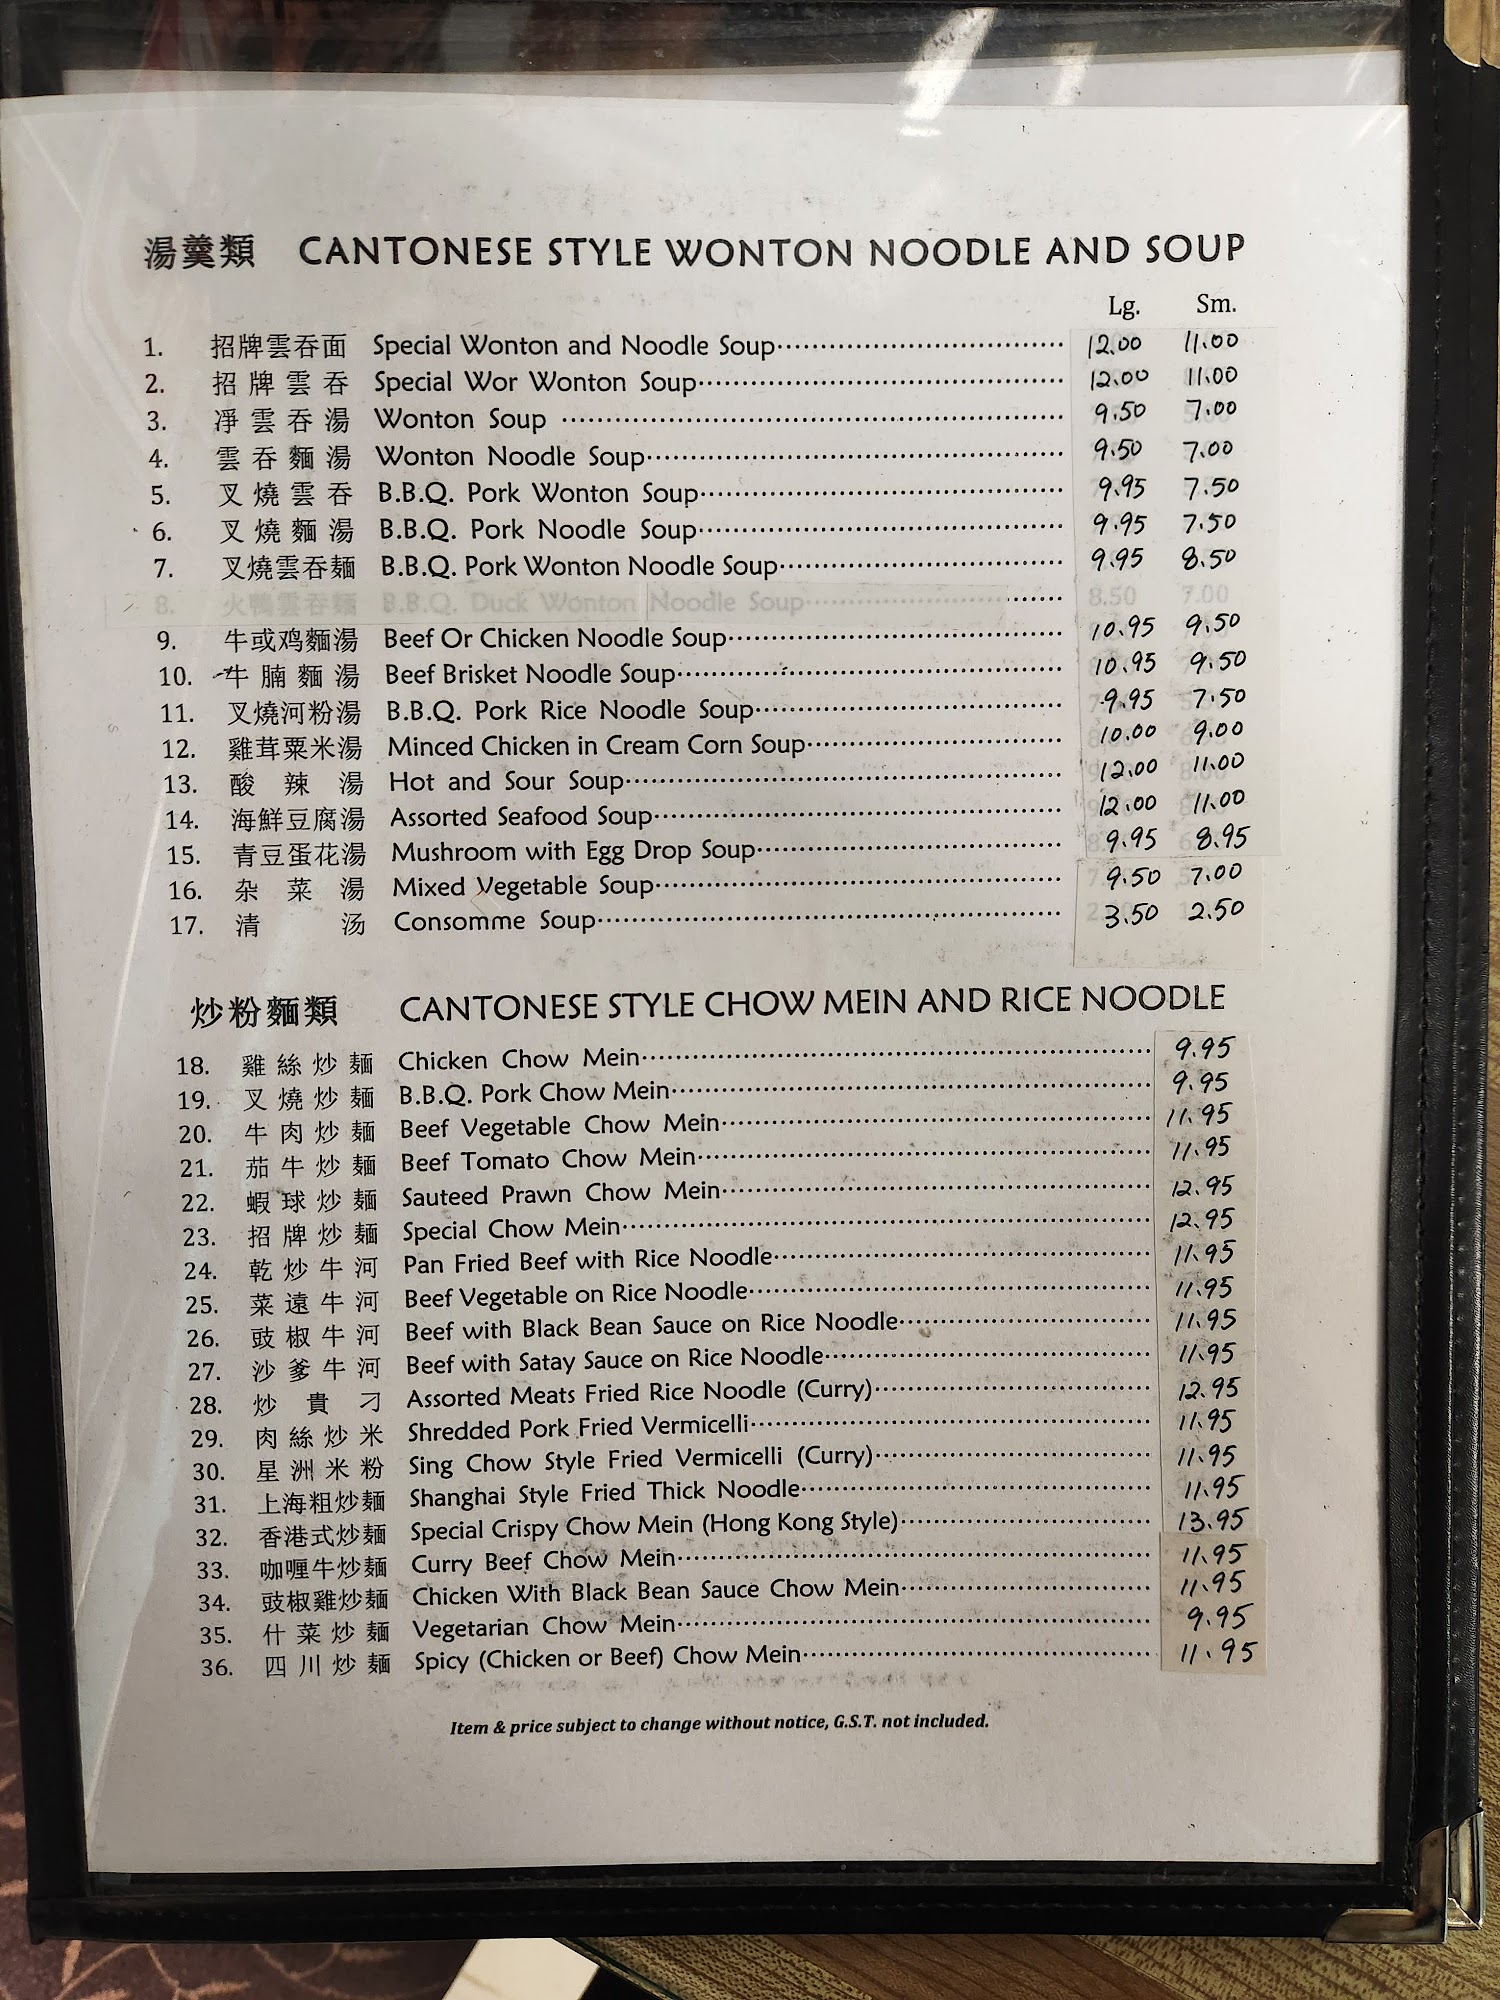 湯羹類 CANTONESE STYLE WONTON NOODLE AND SOUP
Lg. Sm.
1. 招牌雲吞面 Special Wonton and Noodle Soup 12.00 11.00
2. 招牌雲吞 Special Wor Wonton Soup 12.00 11.00
3. 淨雲吞湯 Wonton Soup 9.50 7.00
4. 雲吞麵湯 Wonton Noodle Soup 9.50 7.00
5. 叉燒雲吞 B.B.Q. Pork Wonton Soup 9.95 7.50
6. 叉燒麵湯 B.B.Q. Pork Noodle Soup 9.95 7.50
7. 叉燒雲吞麵 B.B.Q. Pork Wonton Noodle Soup 9.95 8.50
8. 火鴨雲吞麵 B.B.Q. Duck Wonton Noodle Soup 8.50 7.00
9. 牛或鸡麵湯 Beef Or Chicken Noodle Soup 10.95 9.50
10. 牛腩麵湯 Beef Brisket Noodle Soup 10.95 9.50
11. 叉燒河粉湯 B.B.Q. Pork Rice Noodle Soup 9.95 7.50
12. 雞茸粟米湯 Minced Chicken in Cream Corn Soup 10.00 9.00
13. 酸辣湯 Hot and Sour Soup 12.00 11.00
14. 海鮮豆腐湯 Assorted Seafood Soup 12.00 11.00
15. 青豆蛋花湯 Mushroom with Egg Drop Soup 9.95 8.95
16. 杂菜湯 Mixed Vegetable Soup 9.50 7.00
17. 清汤 Consomme Soup 3.50 2.50
炒粉麵類 CANTONESE STYLE CHOW MEIN AND RICE NOODLE
18. 雞絲炒麵 Chicken Chow Mein 9.95
19. 叉燒炒麵 B.B.Q. Pork Chow Mein 9.95
20. 牛肉炒麵 Beef Vegetable Chow Mein 11.95
21. 茄牛炒麵 Beef Tomato Chow Mein 11.95
22. 蝦球炒麵 Sauteed Prawn Chow Mein 12.95
23. 招牌炒麵 Special Chow Mein 12.95
24. 乾炒牛河 Pan Fried Beef with Rice Noodle 11.95
25. 菜遠牛河 Beef Vegetable on Rice Noodle 11.95
26. 豉椒牛河 Beef with Black Bean Sauce on Rice Noodle 11.95
27. 沙爹牛河 Beef with Satay Sauce on Rice Noodle 11.95
28. 炒貴刁 Assorted Meats Fried Rice Noodle (Curry) 12.95
29. 肉絲炒米 Shredded Pork Fried Vermicelli 11.95
30. 星洲米粉 Sing Chow Style Fried Vermicelli (Curry) 11.95
31. 上海粗炒麵 Shanghai Style Fried Thick Noodle 11.95
32. 香港式炒麵 Special Crispy Chow Mein (Hong Kong Style) 13.95
33. 咖喱牛炒麵 Curry Beef Chow Mein 11.95
34. 豉椒雞炒麵 Chicken With Black Bean Sauce Chow Mein 11.95
35. 什菜炒麵 Vegetarian Chow Mein 9.95
36. 四川炒麵 Spicy (Chicken or Beef) Chow Mein 11.95
Item & price subject to change without notice, G.S.T. not included.